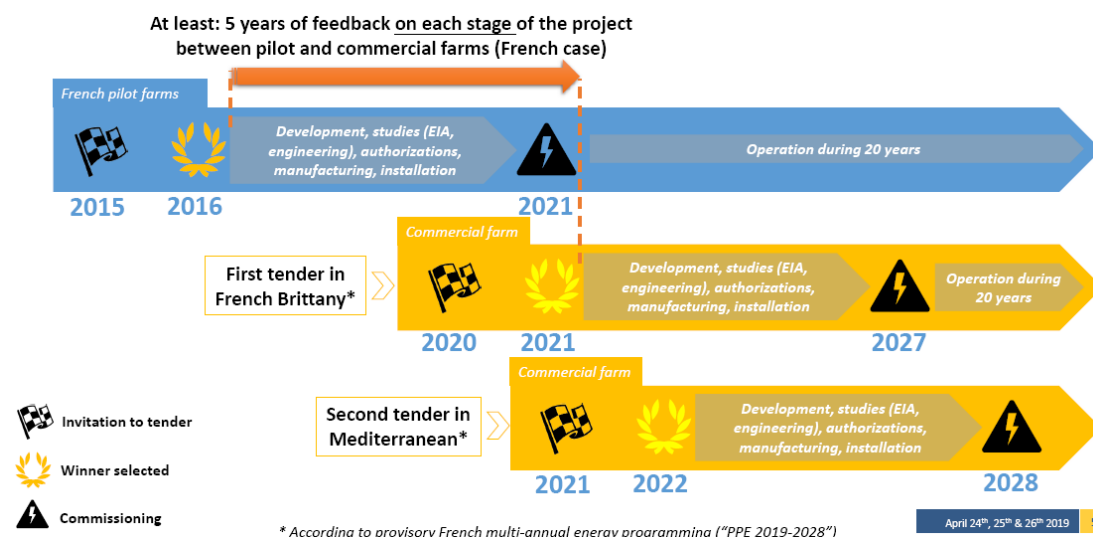 At least: 5 years of feedback on each stage of the project
between pilot and commercial farms (French case)
French pilot farms
Development, studies (EIA,
engineering), authorizations,
manufacturing, installation
Operation during 20 years
2015
2016
2021
Commercial farm
First tender in
French Brittany*
Development, studies (EIA,
engineering), authorizations,
manufacturing, installation
Operation during
20 years
2020
2021
2027
Commercial farm
Second tender in
Mediterranean*
Development, studies (EIA,
engineering), authorizations,
manufacturing, installation
2021
2022
2028
Invitation to tender
Winner selected
Commissioning
* According to provisory French multi-annual energy programming ("PPE 2019-2028")
April 24th, 25th & 26th 2019